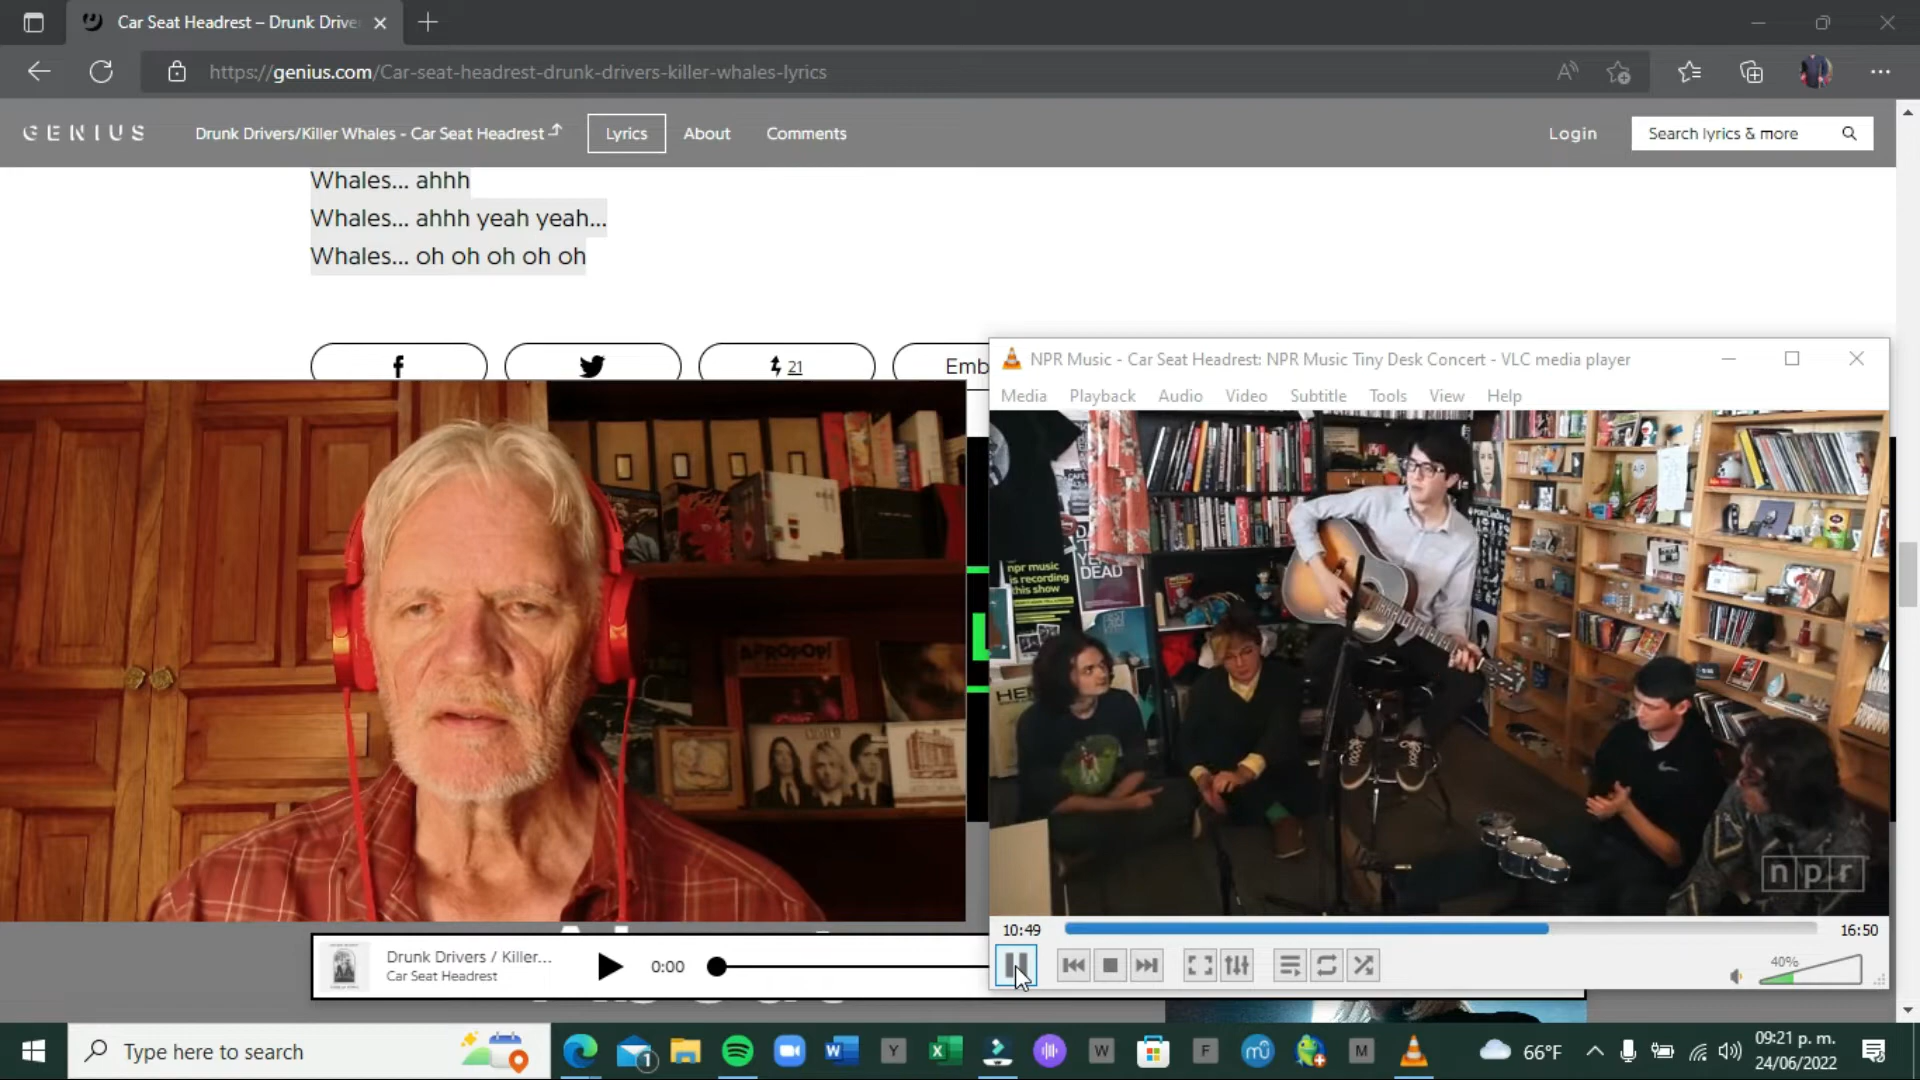 Car Seat Headrest – Drunk Drive
https://genius.com/Car-seat-headrest-drunk-drivers-killer-whales-lyrics
GENIUS
Drunk Drivers/Killer Whales - Car Seat Headrest
Lyrics
About
Comments
Login
Search lyrics & more
Whales... ahhh
Whales... ahhh yeah yeah...
Whales... oh oh oh oh oh
21
Emb
NPR Music - Car Seat Headrest: NPR Music Tiny Desk Concert - VLC media player
Media Playback Audio Video Subtitle Tools View Help
npr music
is recording
this show
DEAD
HEN
npr
APROPOP!
10:49
16:50
40%
Drunk Drivers / Killer...
Car Seat Headrest
0:00
Type here to search
1
66°F
09:21 p. m.
24/06/2022